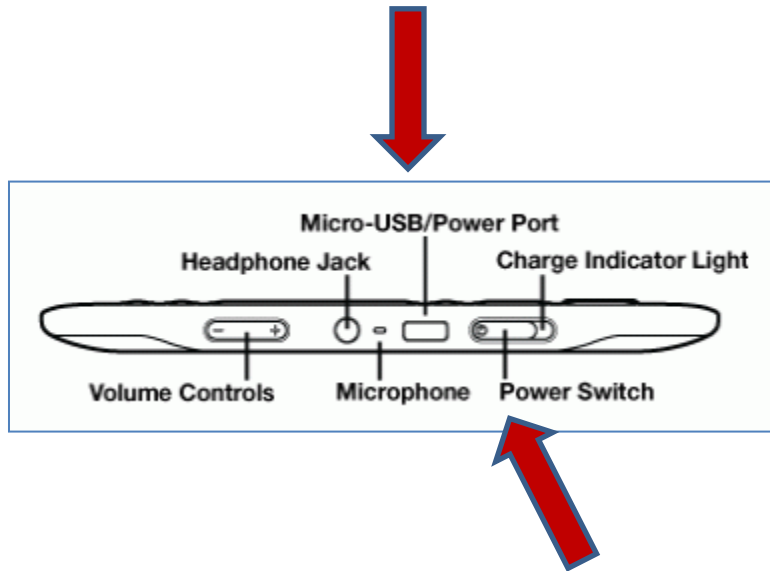 Micro-USB/Power Port
Headphone Jack
Charge Indicator Light
- +
Volume Controls
Microphone
Power Switch